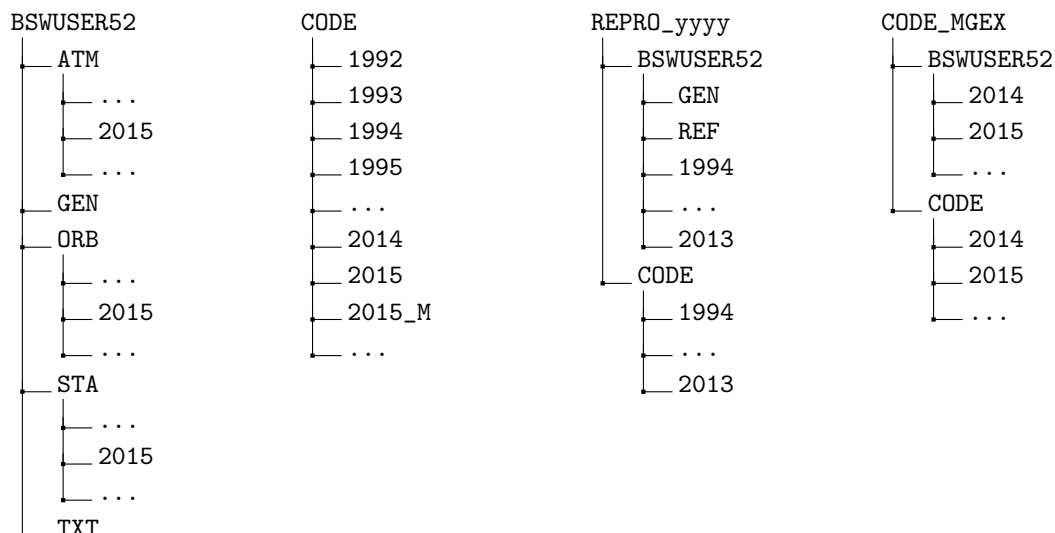 BSWUSER52
ATM
...
2015
...
GEN
ORB
...
2015
...
STA
...
2015
...
TXT
CODE
1992
1993
1994
1995
...
2014
2015
2015_M
...
REPRO_yyyy
BSWUSER52
GEN
REF
1994
...
2013
CODE
1994
...
2013
CODE_MGEX
BSWUSER52
2014
2015
...
CODE
2014
2015
...